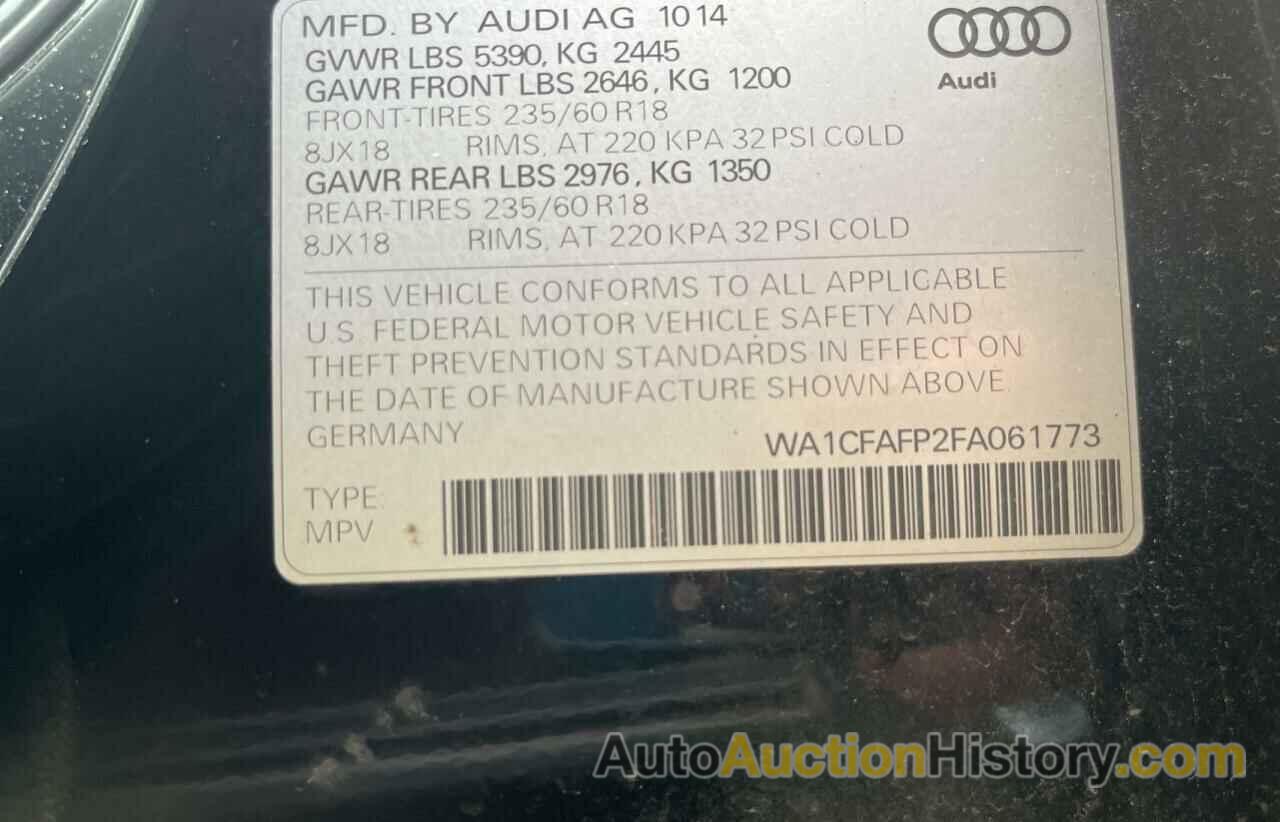 MFD. BY AUDI AG 10 14
GVWR LBS 5390, KG 2445
GAWR FRONT LBS 2646, KG 1200
FRONT-TIRES 235/60 R18
8JX18 RIMS, AT 220 KPA 32 PSI COLD
GAWR REAR LBS 2976, KG 1350
REAR-TIRES 235/60 R18
8JX18 RIMS, AT 220 KPA 32 PSI COLD
Audi
THIS VEHICLE CONFORMS TO ALL APPLICABLE
U.S. FEDERAL MOTOR VEHICLE SAFETY AND
THEFT PREVENTION STANDARDS IN EFFECT ON
THE DATE OF MANUFACTURE SHOWN ABOVE.
GERMANY WA1CFAFP2FA061773
TYPE:
MPV
AutoAuctionHistory.com